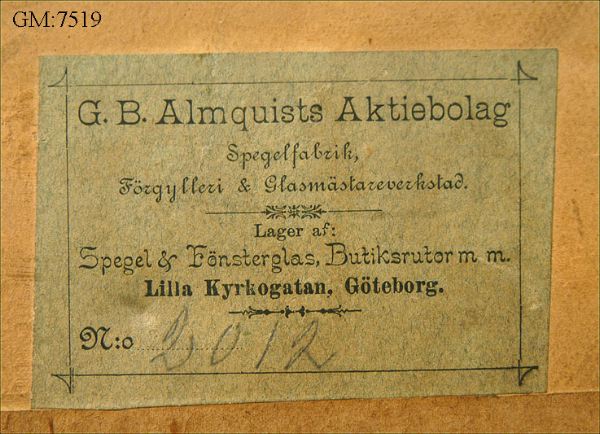 GM:7519
G. B. Almquists Aktiebolag
Spegelfabrik,
Förgylleri & Glasmästareverkstad.
Lager af:
Spegel & Fönsterglas, Butiksrutor m m.
Lilla Kyrkogatan, Göteborg.
N:o 2012